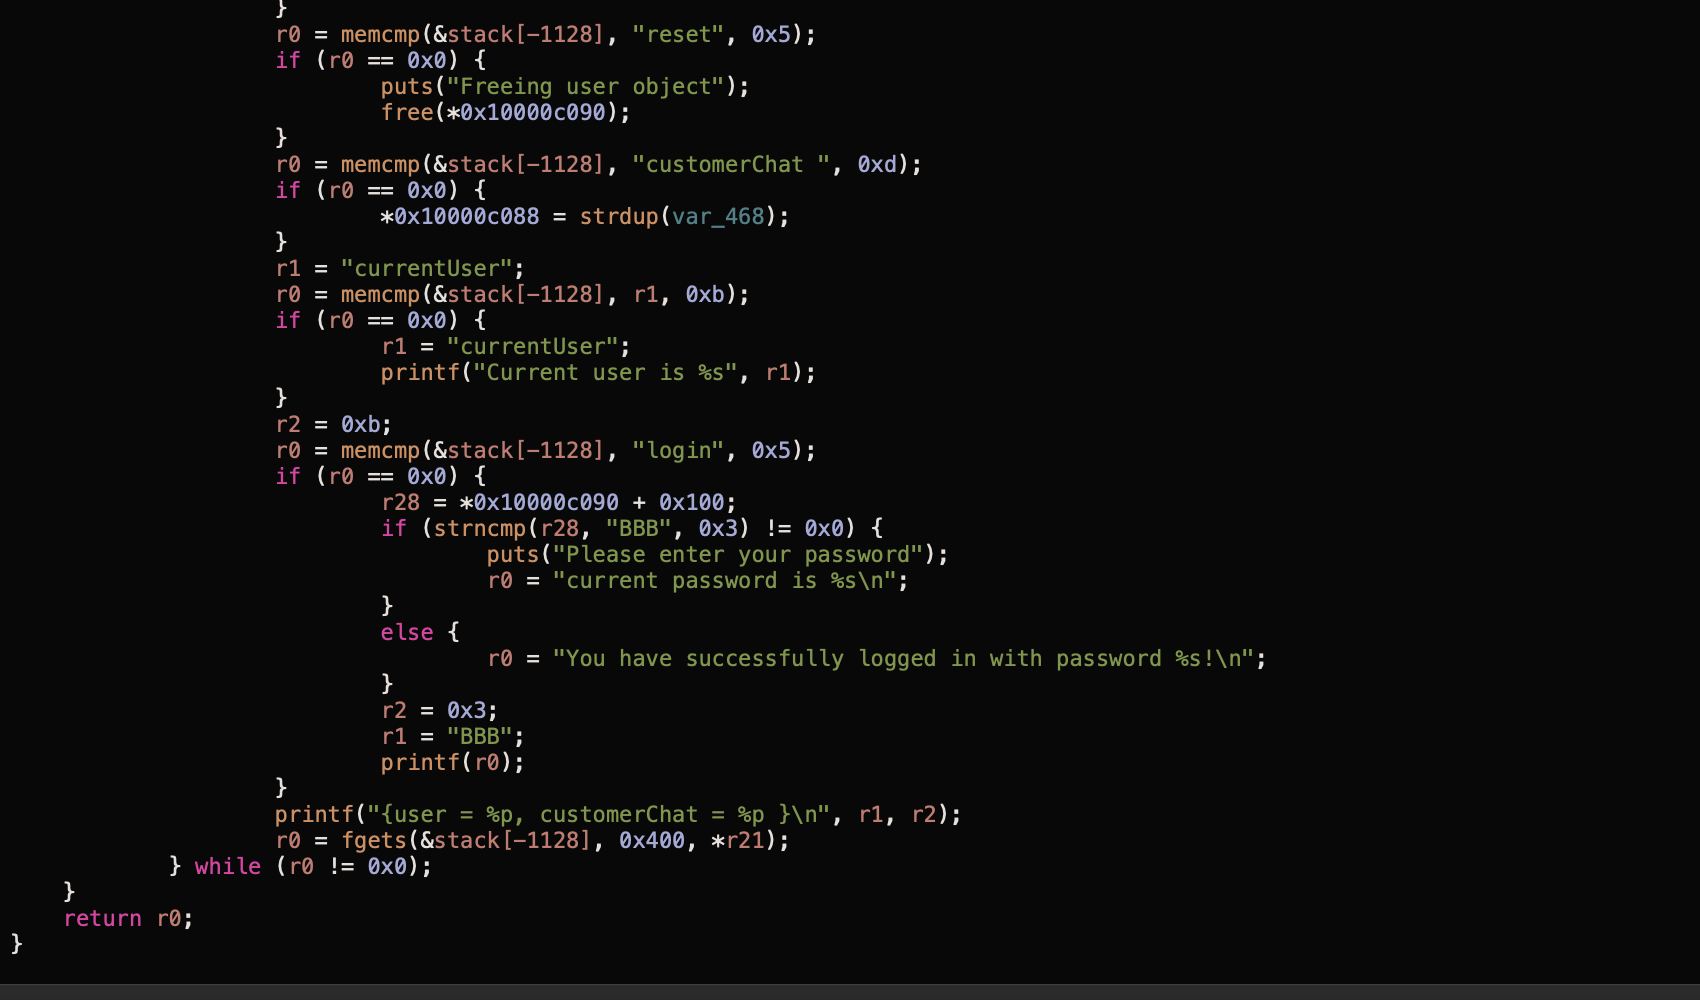 }
r0 = memcmp(&stack[-1128], "reset", 0x5);
if (r0 == 0x0) {
puts("Freeing user object");
free(*0x10000c090);
}
r0 = memcmp(&stack[-1128], "customerChat ", 0xd);
if (r0 == 0x0) {
*0x10000c088 = strdup(var_468);
}
r1 = "currentUser";
r0 = memcmp(&stack[-1128], r1, 0xb);
if (r0 == 0x0) {
r1 = "currentUser";
printf("Current user is %s", r1);
}
r2 = 0xb;
r0 = memcmp(&stack[-1128], "login", 0x5);
if (r0 == 0x0) {
r28 = *0x10000c090 + 0x100;
if (strncmp(r28, "BBB", 0x3) != 0x0) {
puts("Please enter your password");
r0 = "current password is %s\n";
}
else {
r0 = "You have successfully logged in with password %s!\n";
}
r2 = 0x3;
r1 = "BBB";
printf(r0);
}
printf("{user = %p, customerChat = %p }\n", r1, r2);
r0 = fgets(&stack[-1128], 0x400, *r21);
} while (r0 != 0x0);
}
return r0;
}